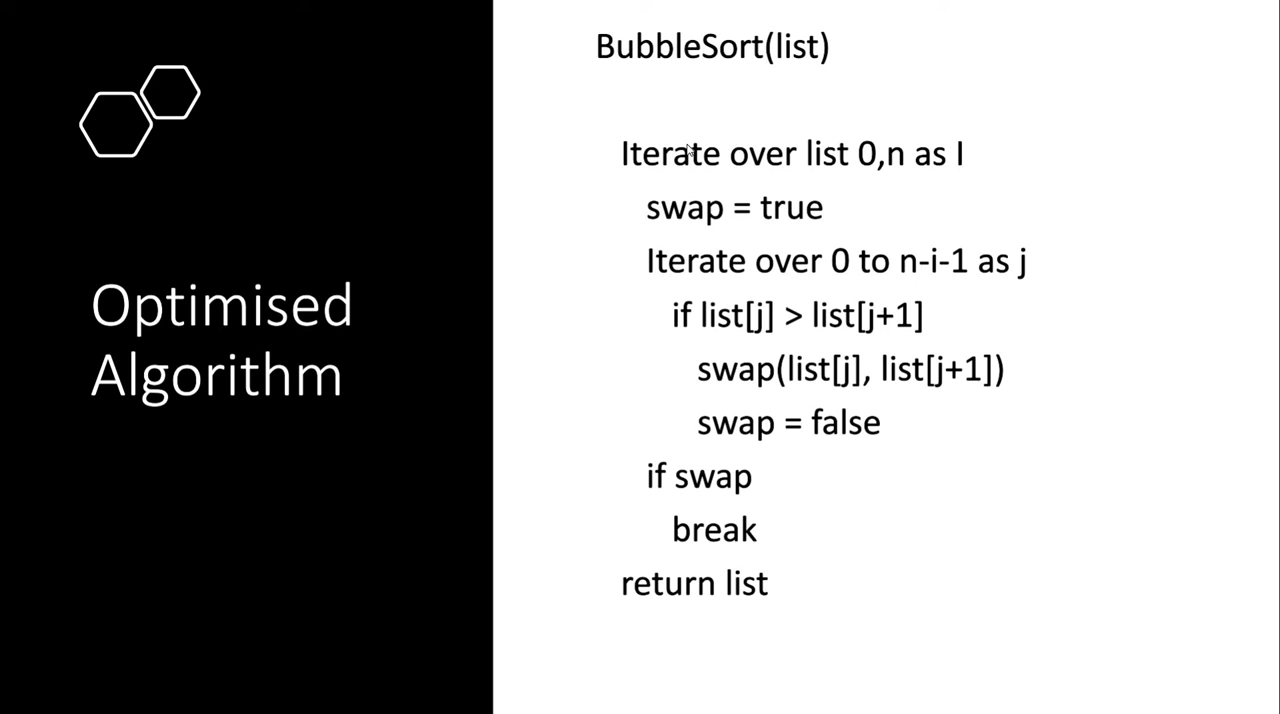 Optimised
Algorithm
BubbleSort(list)
Iterate over list 0,n as I
swap = true
Iterate over 0 to n-i-1 as j
if list[j] > list[j+1]
swap(list[j], list[j+1])
swap = false
if swap
break
return list